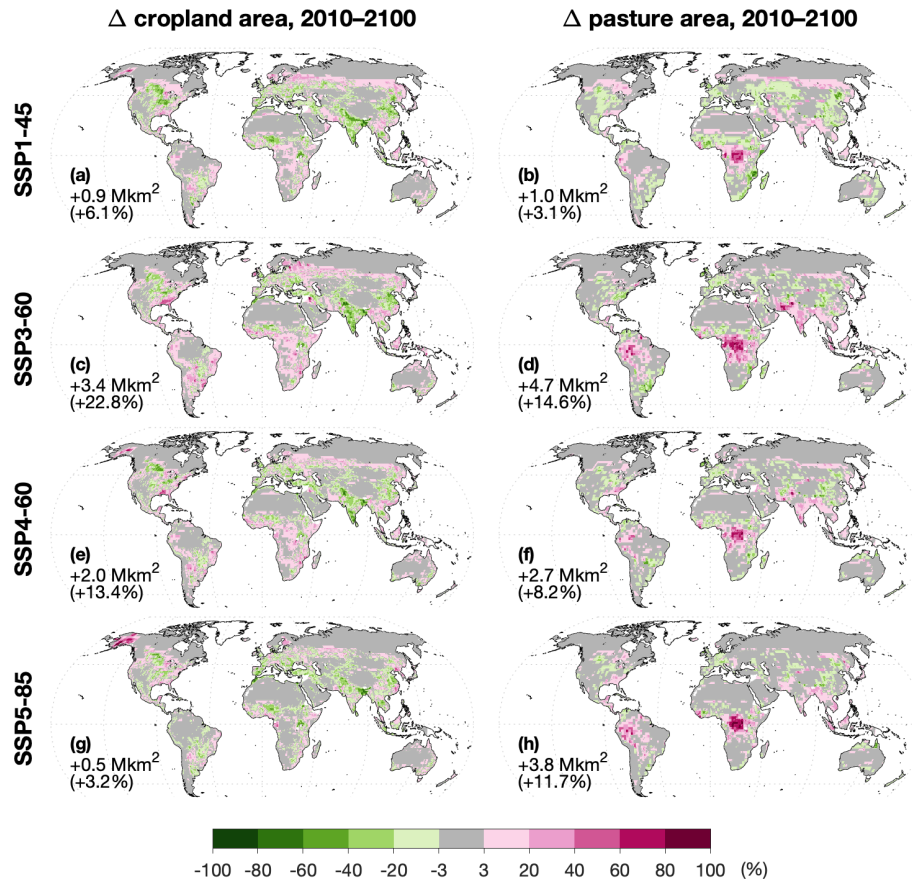 Δ cropland area, 2010–2100
Δ pasture area, 2010–2100
SSP1-45
(a)
+0.9 Mkm²
(+6.1%)
(b)
+1.0 Mkm²
(+3.1%)
SSP3-60
(c)
+3.4 Mkm²
(+22.8%)
(d)
+4.7 Mkm²
(+14.6%)
SSP4-60
(e)
+2.0 Mkm²
(+13.4%)
(f)
+2.7 Mkm²
(+8.2%)
SSP5-85
(g)
+0.5 Mkm²
(+3.2%)
(h)
+3.8 Mkm²
(+11.7%)
-100 -80 -60 -40 -20 -3 3 20 40 60 80 100 (%)